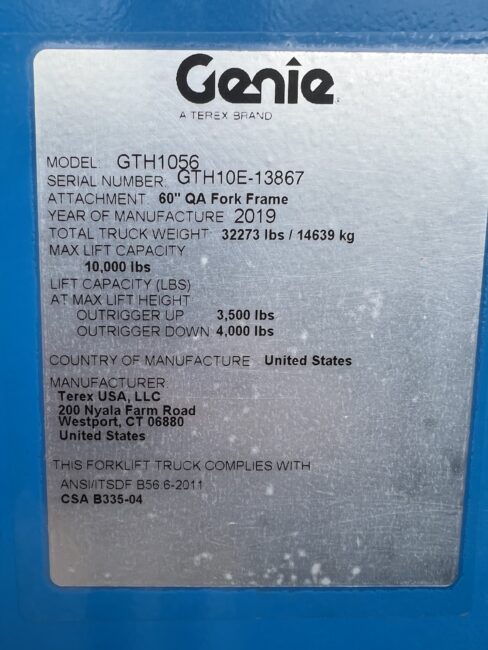 Genie
A TEREX BRAND
MODEL: GTH1056
SERIAL NUMBER: GTH10E-13867
ATTACHMENT: 60" QA Fork Frame
YEAR OF MANUFACTURE 2019
TOTAL TRUCK WEIGHT 32273 lbs / 14639 kg
MAX LIFT CAPACITY
10,000 lbs
LIFT CAPACITY (LBS)
AT MAX LIFT HEIGHT
OUTRIGGER UP 3,500 lbs
OUTRIGGER DOWN 4,000 lbs
COUNTRY OF MANUFACTURE United States
MANUFACTURER
Terex USA, LLC
200 Nyala Farm Road
Westport, CT 06880
United States
THIS FORKLIFT TRUCK COMPLIES WITH
ANSI/ITSDF B56.6-2011
CSA B335-04